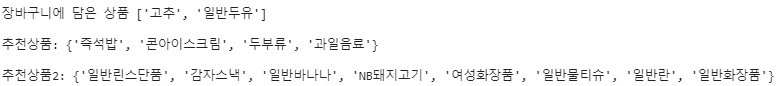 장바구니에 담은 상품 ['고추', '일반두유']
추천상품: {'즉석밥', '콘아이스크림', '두부류', '과일음료'}
추천상품2: {'일반린스단품', '감자스낵', '일반바나나', 'NB돼지고기', '여성화장품', '일반물티슈', '일반란', '일반화장품'}